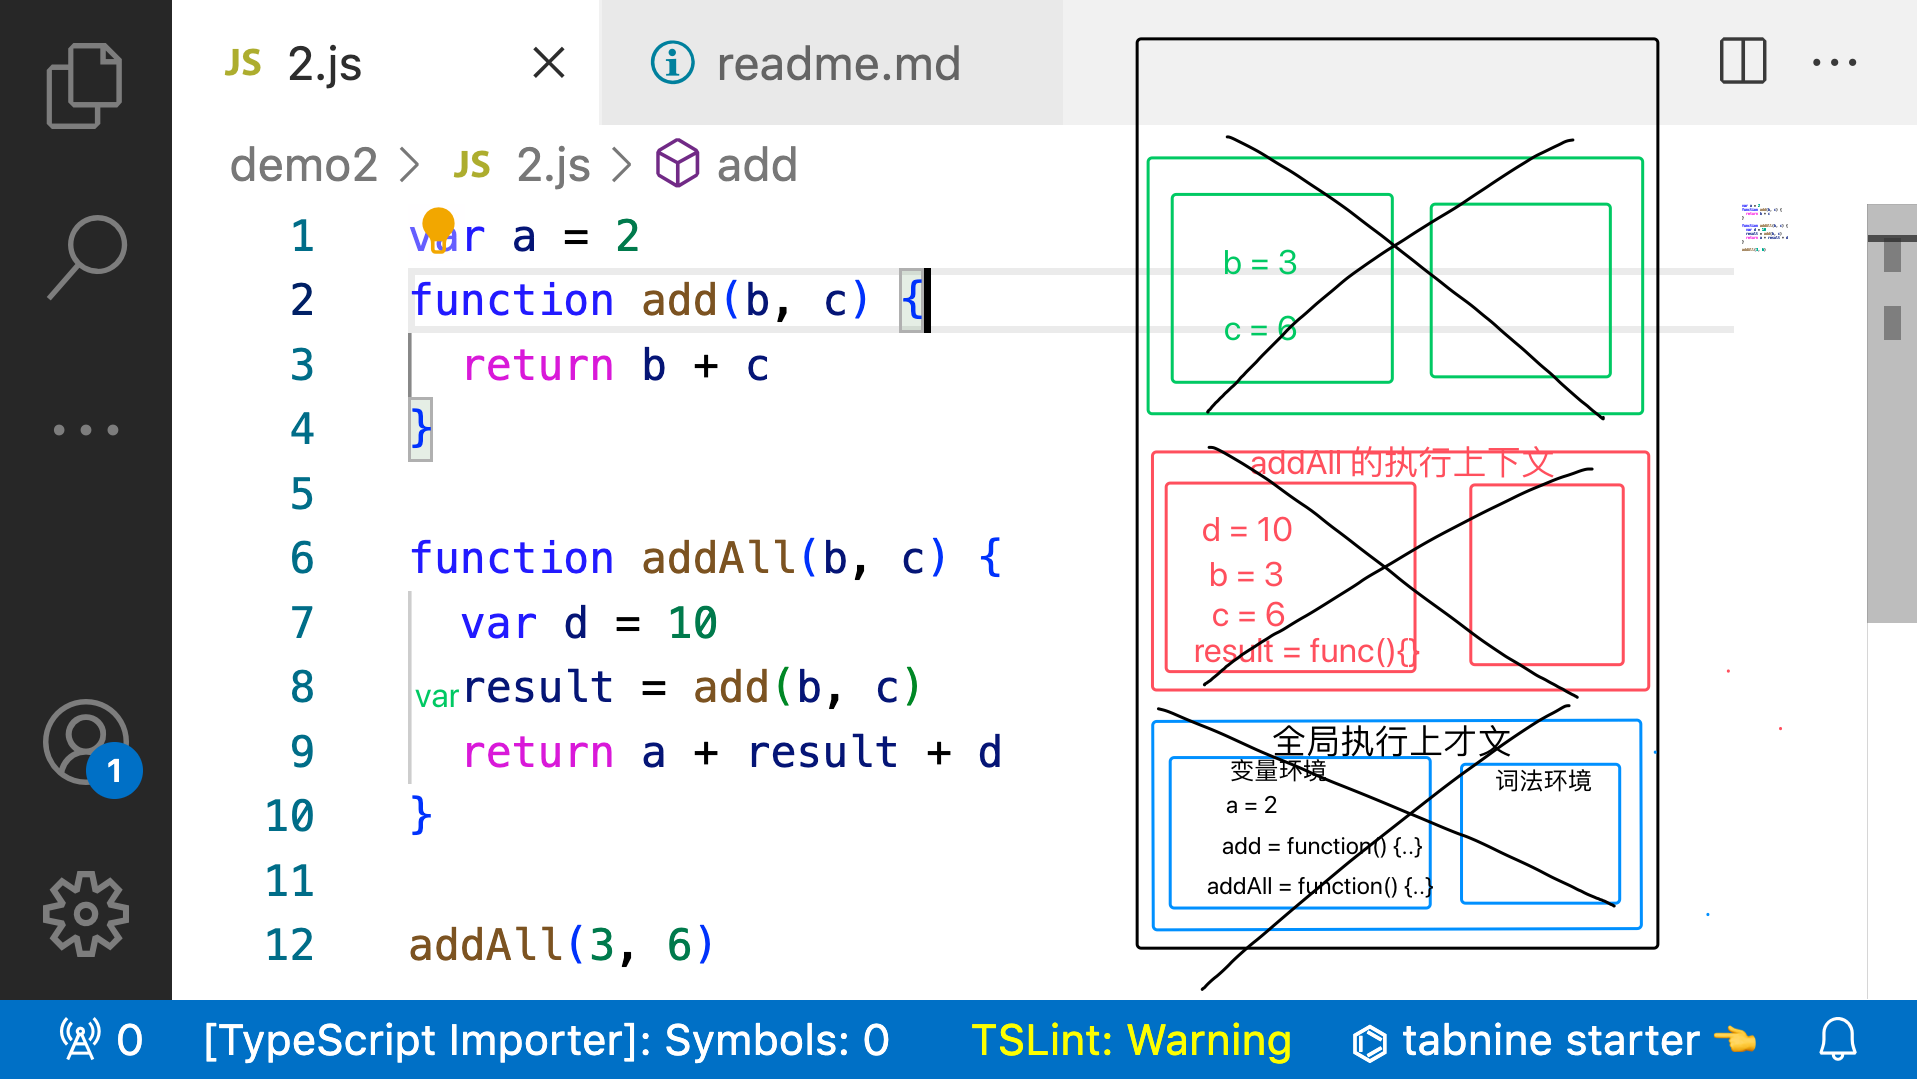 JS 2.js
readme.md
demo2 > JS 2.js > add
1 var a = 2
2 function add(b, c) {
3 return b + c
4 }
5
6 function addAll(b, c) {
7 var d = 10
8 var result = add(b, c)
9 return a + result + d
10 }
11
12 addAll(3, 6)
b = 3
c = 6
addAll 的执行上下文
d = 10
b = 3
c = 6
result = func(){}
全局执行上才文
变量环境
词法环境
a = 2
add = function() {..}
addAll = function() {..}
1
0 [TypeScript Importer]: Symbols: 0 TSLint: Warning tabnine starter